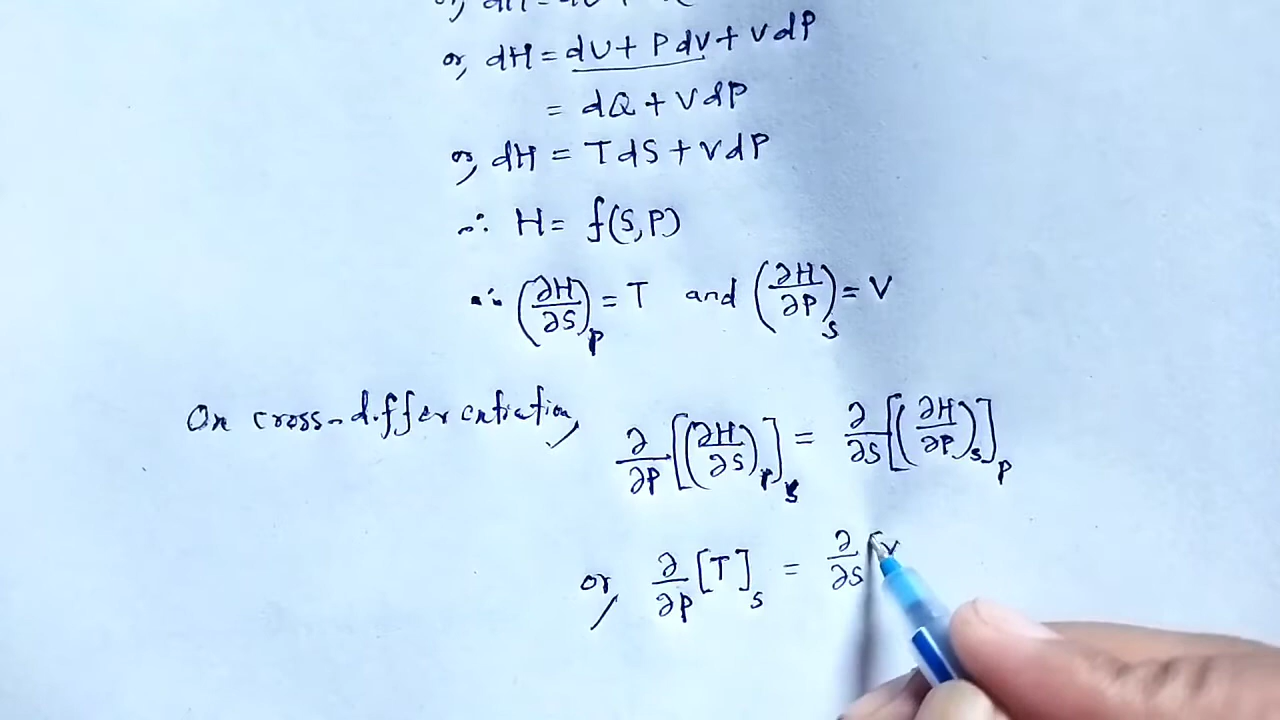 or, dH = dU + PdV + VdP
= dQ + VdP
or, dH = TdS + VdP
∴ H = f(S,P)
∴ (∂H/∂S)_P = T and (∂H/∂P)_S = V
On cross-differentiation, ∂/∂P [(∂H/∂S)_P]_S = ∂/∂S [(∂H/∂P)_S]_P
or, ∂/∂P [T]_S = ∂/∂S [V